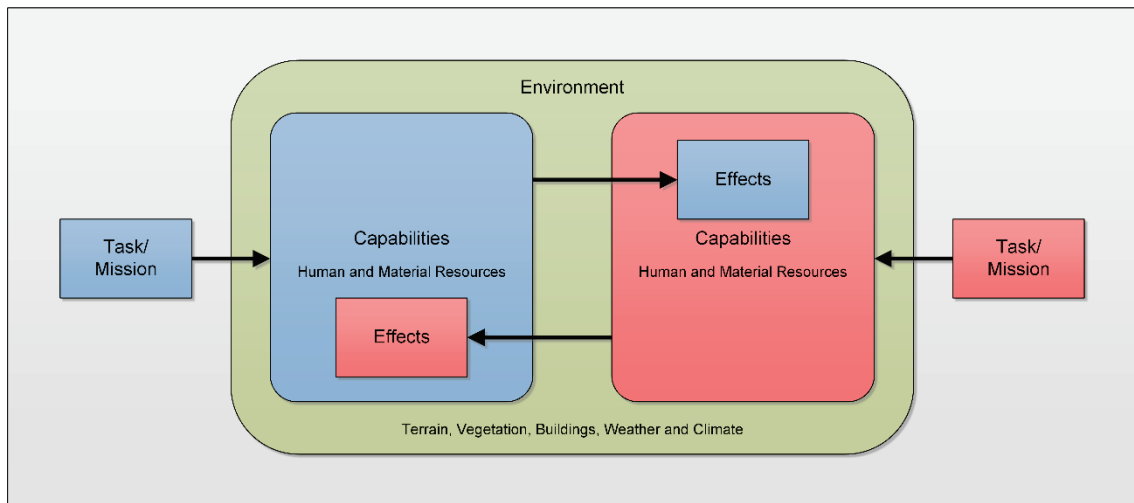 Environment
Effects
Task/
Mission
Capabilities
Human and Material Resources
Effects
Capabilities
Human and Material Resources
Task/
Mission
Terrain, Vegetation, Buildings, Weather and Climate